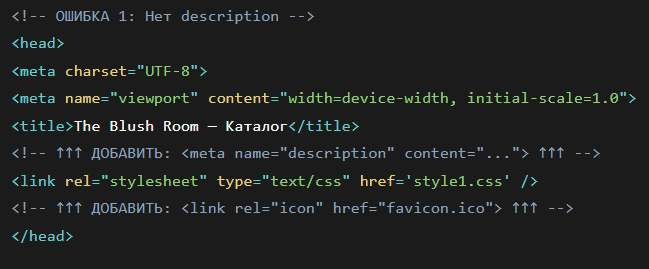 <!-- ОШИБКА 1: Нет description -->
<head>
<meta charset="UTF-8">
<meta name="viewport" content="width=device-width, initial-scale=1.0">
<title>The Blush Room — Каталог</title>
<!-- ↑↑↑ ДОБАВИТЬ: <meta name="description" content="..."> ↑↑↑ -->
<link rel="stylesheet" type="text/css" href='style1.css' />
<!-- ↑↑↑ ДОБАВИТЬ: <link rel="icon" href="favicon.ico"> ↑↑↑ -->
</head>